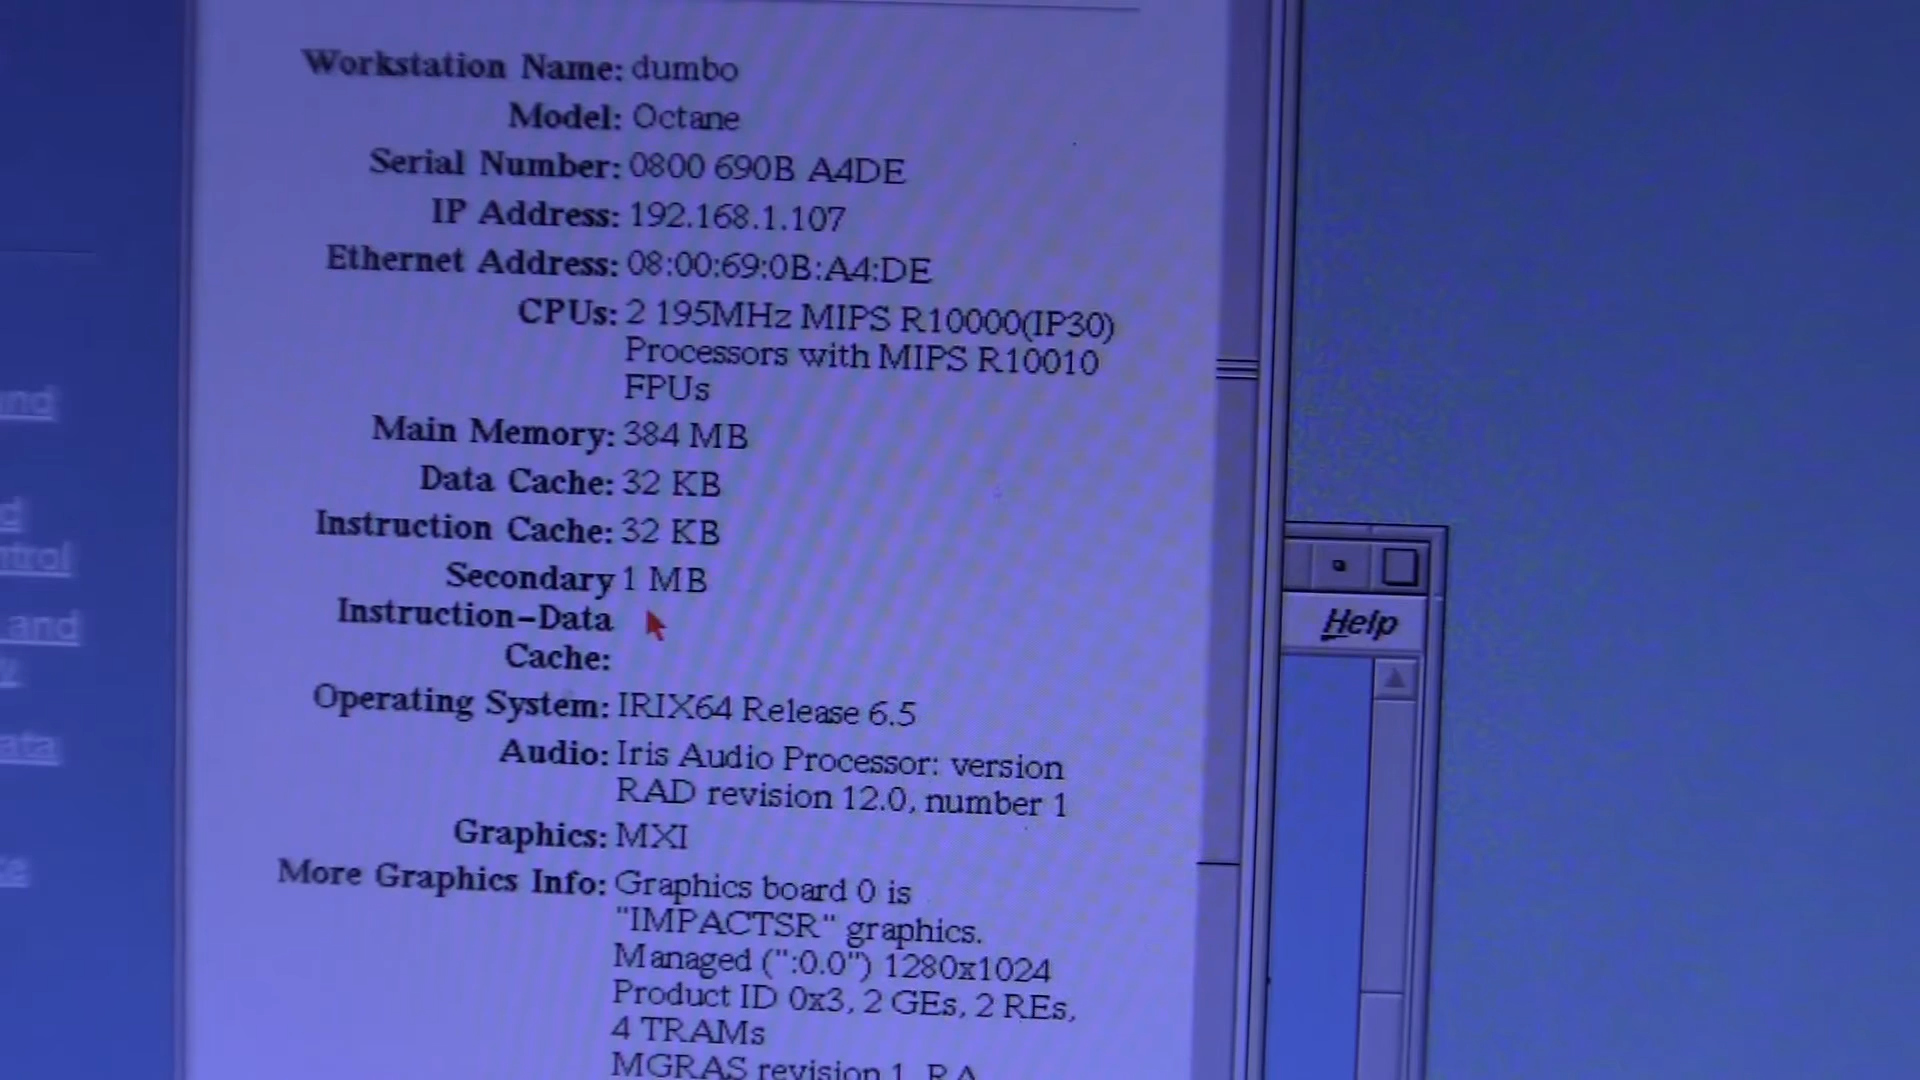 Workstation Name: dumbo
Model: Octane
Serial Number: 0800 690B A4DE
IP Address: 192.168.1.107
Ethernet Address: 08:00:69:0B:A4:DE
CPUs: 2 195MHz MIPS R10000(IP30)
Processors with MIPS R10010
FPUs
Main Memory: 384 MB
Data Cache: 32 KB
Instruction Cache: 32 KB
Secondary 1 MB
Instruction-Data
Cache:
Operating System: IRIX64 Release 6.5
Audio: Iris Audio Processor: version
RAD revision 12.0, number 1
Graphics: MXI
More Graphics Info: Graphics board 0 is
"IMPACTSR" graphics.
Managed (":0.0") 1280x1024
Product ID 0x3, 2 GEs, 2 REs,
4 TRAMs
MGRAS revision 1, RA
Help
and